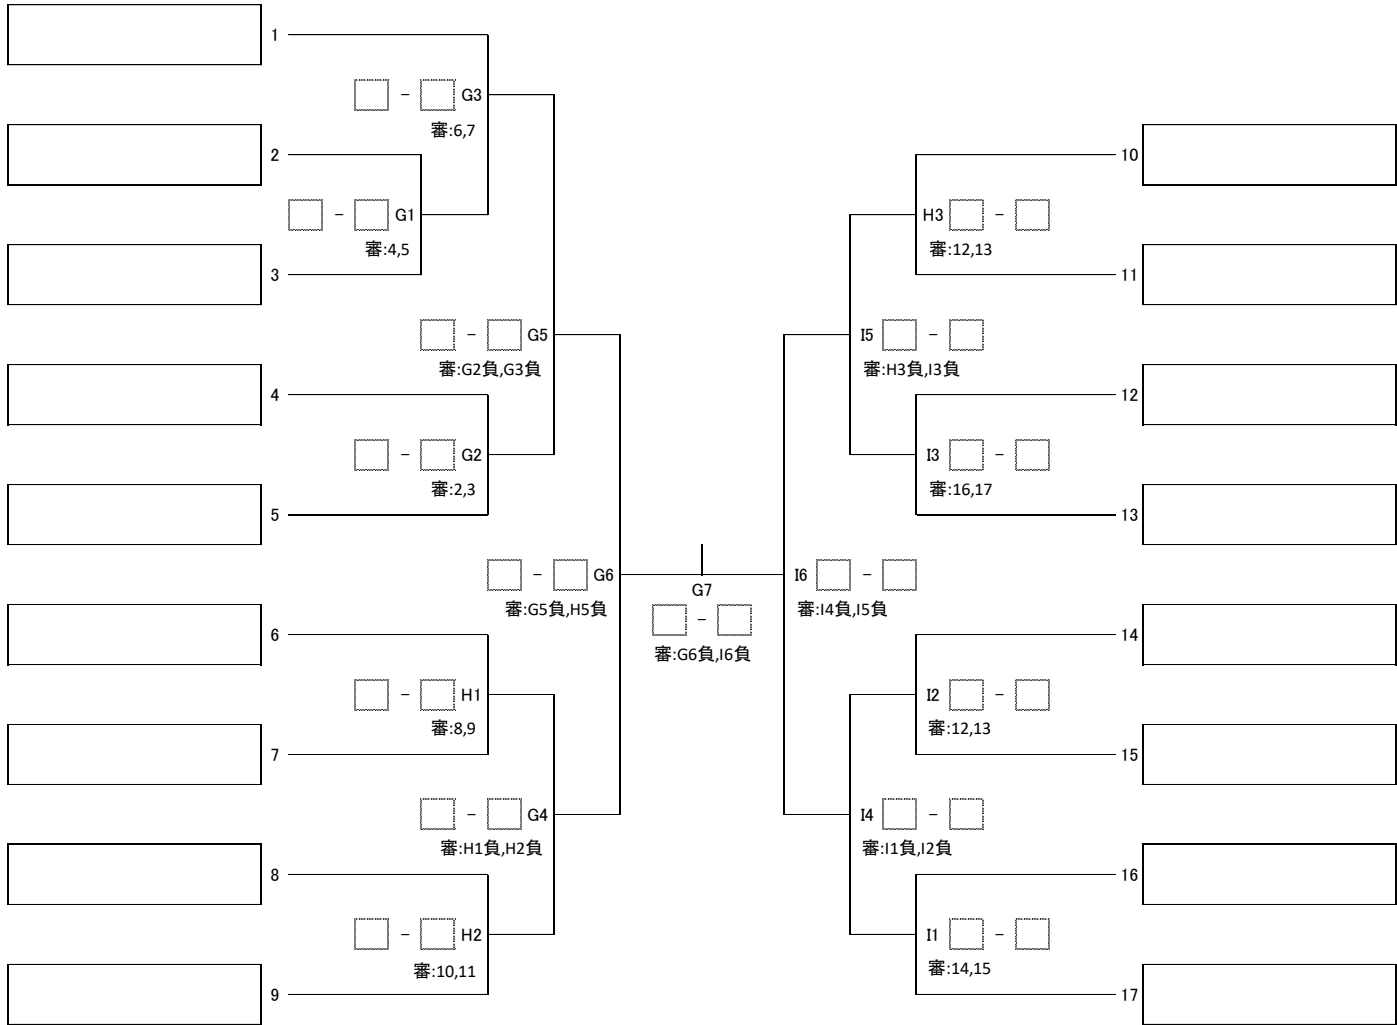 1
- G3
審:6,7
2
- G1
審:4,5
3
- G5
審:G2負,G3負
4
- G2
審:2,3
5
- G6
審:G5負,H5負
6
- H1
審:8,9
7
- G4
審:H1負,H2負
8
- H2
審:10,11
9
G7
-
審:G6負,I6負
10
H3 -
審:12,13
11
I5 -
審:H3負,I3負
12
I3 -
審:16,17
13
I6 -
審:I4負,I5負
14
I2 -
審:12,13
15
I4 -
審:I1負,I2負
16
I1 -
審:14,15
17